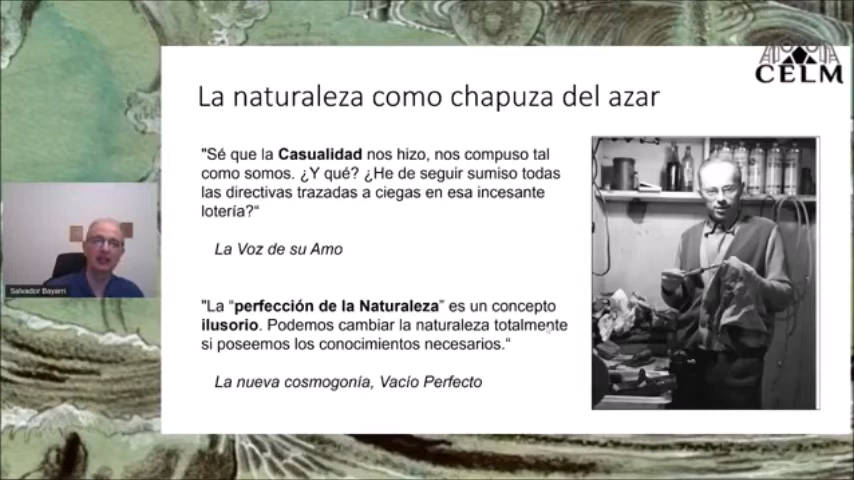 CELM
La naturaleza como chapuza del azar
"Sé que la Casualidad nos hizo, nos compuso tal
como somos. ¿Y qué? ¿He de seguir sumiso todas
las directivas trazadas a ciegas en esa incesante
lotería?“
La Voz de su Amo
"La “perfección de la Naturaleza” es un concepto
ilusorio. Podemos cambiar la naturaleza totalmente
si poseemos los conocimientos necesarios.“
La nueva cosmogonía, Vacío Perfecto
Salvador Bayarri